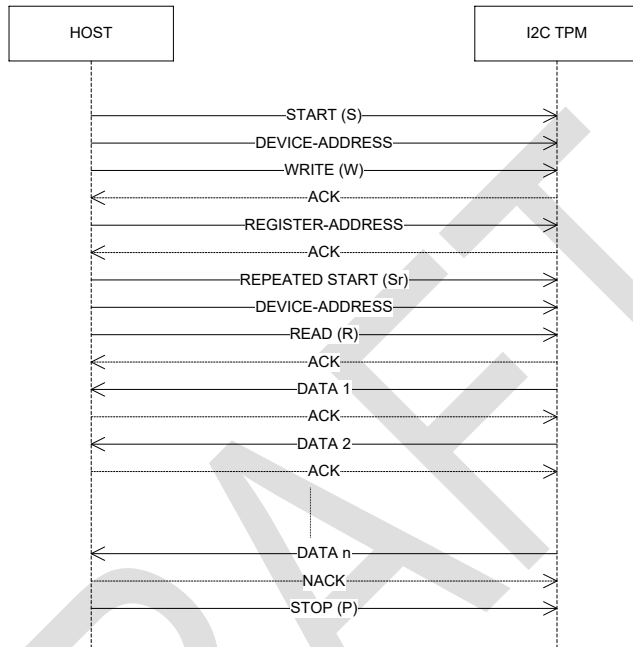 HOST I2C TPM
START (S)
DEVICE-ADDRESS
WRITE (W)
ACK
REGISTER-ADDRESS
ACK
REPEATED START (Sr)
DEVICE-ADDRESS
READ (R)
ACK
DATA 1
ACK
DATA 2
ACK
DATA n
NACK
STOP (P)